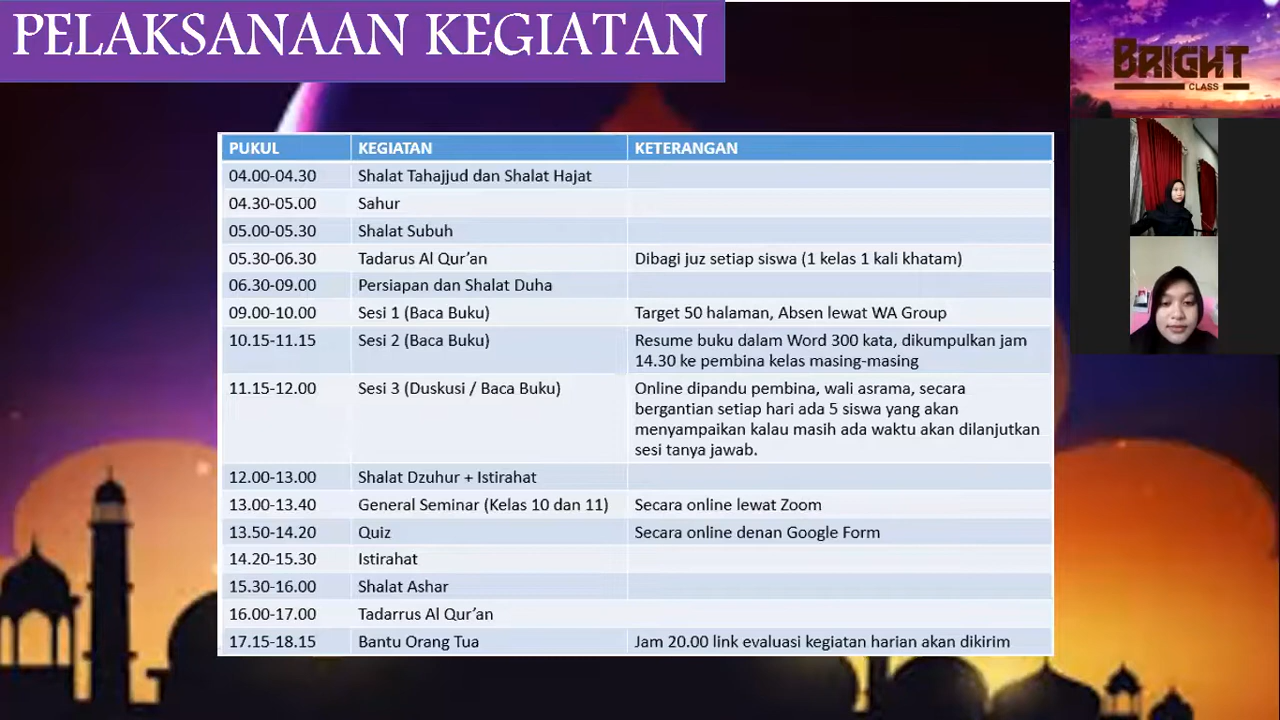 PELAKSANAAN KEGIATAN
BRIGHT
CLASS
PUKUL KEGIATAN KETERANGAN
04.00-04.30 Shalat Tahajjud dan Shalat Hajat
04.30-05.00 Sahur
05.00-05.30 Shalat Subuh
05.30-06.30 Tadarus Al Qur’an Dibagi juz setiap siswa (1 kelas 1 kali khatam)
06.30-09.00 Persiapan dan Shalat Duha
09.00-10.00 Sesi 1 (Baca Buku) Target 50 halaman, Absen lewat WA Group
10.15-11.15 Sesi 2 (Baca Buku) Resume buku dalam Word 300 kata, dikumpulkan jam
14.30 ke pembina kelas masing-masing
11.15-12.00 Sesi 3 (Duskusi / Baca Buku) Online dipandu pembina, wali asrama, secara
bergantian setiap hari ada 5 siswa yang akan
menyampaikan kalau masih ada waktu akan dilanjutkan
sesi tanya jawab.
12.00-13.00 Shalat Dzuhur + Istirahat
13.00-13.40 General Seminar (Kelas 10 dan 11) Secara online lewat Zoom
13.50-14.20 Quiz Secara online denan Google Form
14.20-15.30 Istirahat
15.30-16.00 Shalat Ashar
16.00-17.00 Tadarrus Al Qur’an
17.15-18.15 Bantu Orang Tua Jam 20.00 link evaluasi kegiatan harian akan dikirim